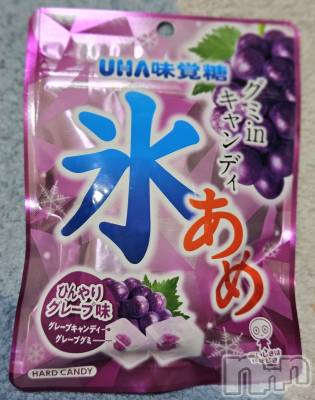 UHA味覚糖
グミin
キャンディ
氷
あめ
ひんやり
グレープ味
グレープキャンディー
グレープグミ
HARD CANDY